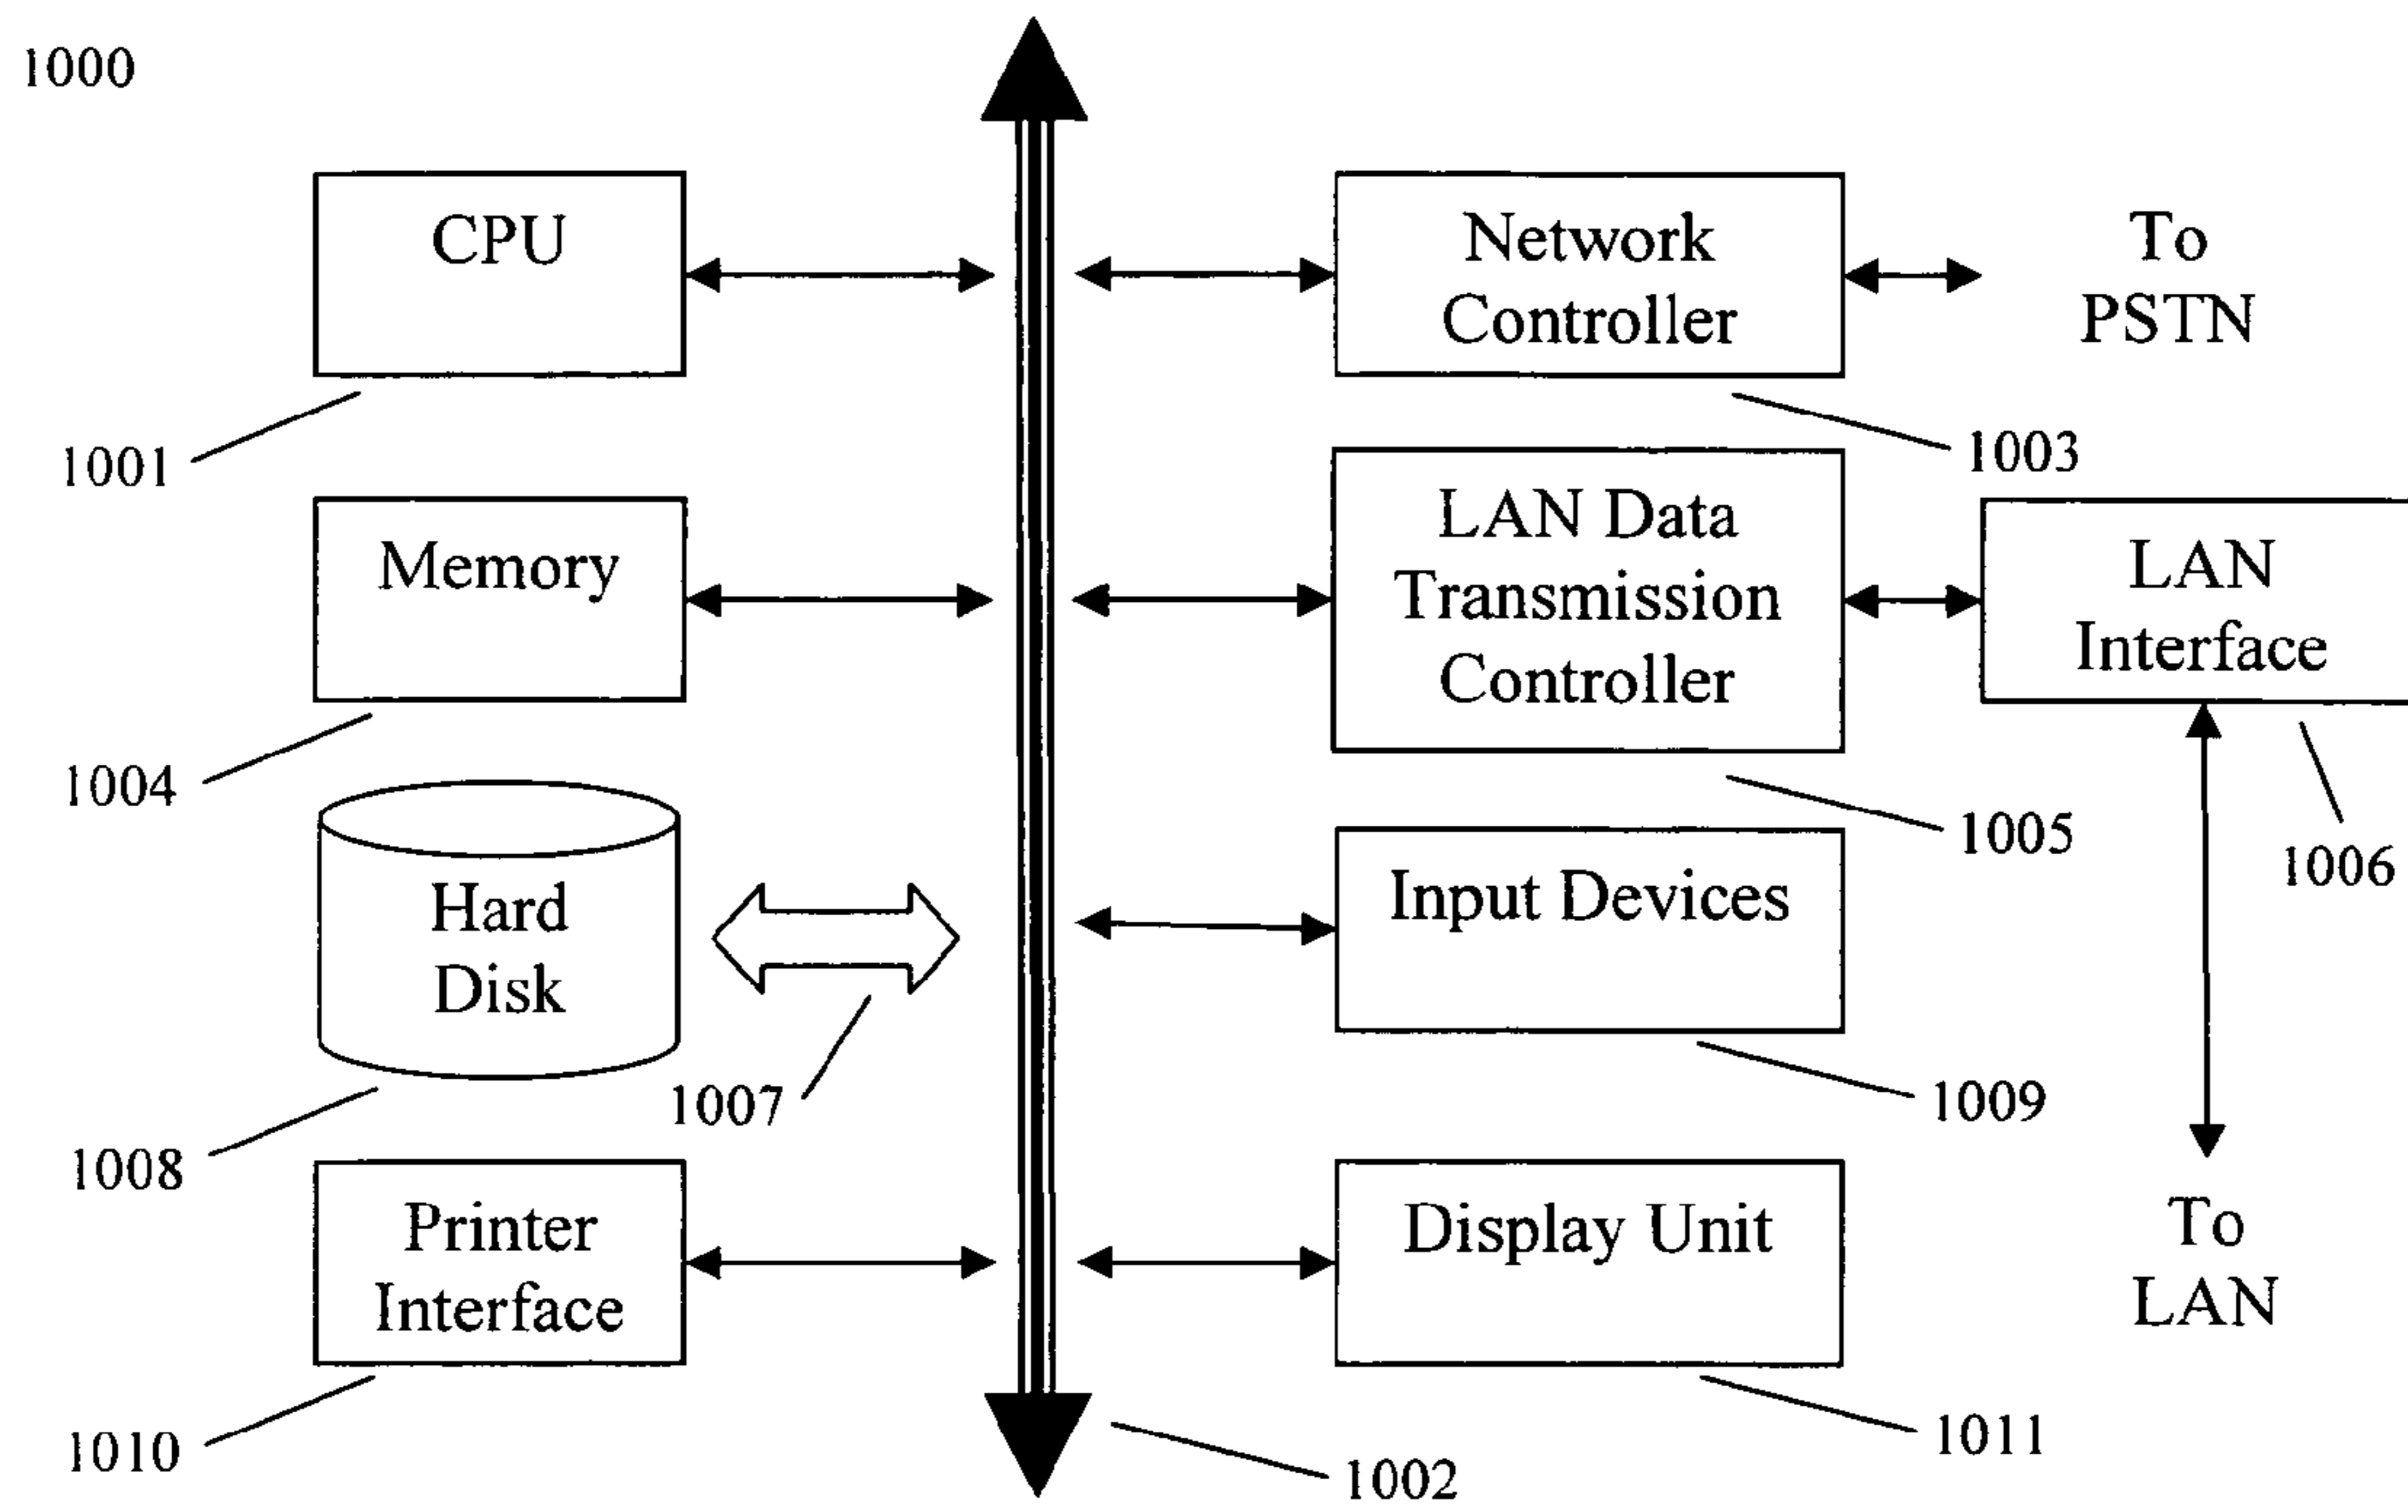 1000
CPU
1001
Network
Controller
1003
To
PSTN
Memory
1004
LAN Data
Transmission
Controller
1005
LAN
Interface
1006
Hard
Disk
1008
1007
Input Devices
1009
Printer
Interface
1010
Display Unit
1011
To
LAN
1002